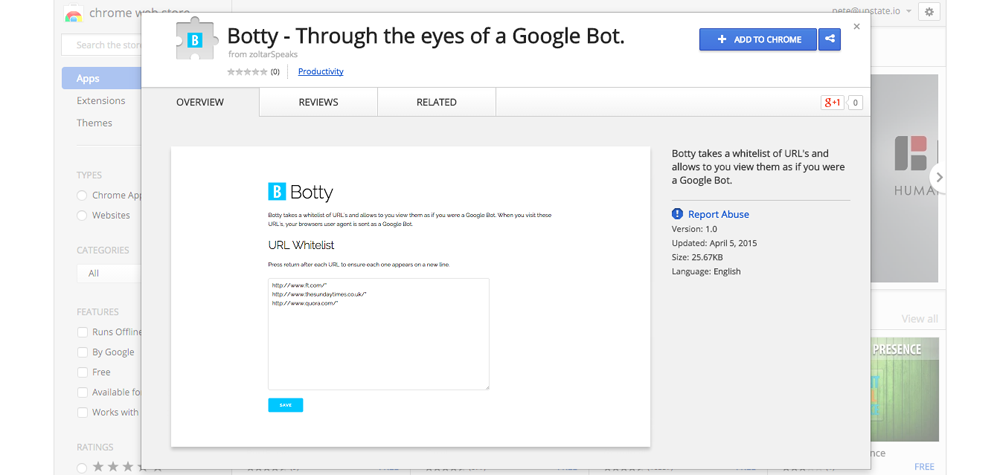 chrome web store
pete@upstate.io
Search the store
Apps
Extensions
Themes
TYPES
Chrome App
Websites
CATEGORIES
All
FEATURES
Runs Offline
By Google
Free
Available fo
Works with
RATINGS
B
Botty - Through the eyes of a Google Bot.
from zoltarSpeaks
(0)
Productivity
ADD TO CHROME
OVERVIEW
REVIEWS
RELATED
g+1
0
B Botty
Botty takes a whitelist of URL's and allows to you view them as if you were a Google Bot. When you visit these
URL's, your browsers user agent is sent as a Google Bot.
URL Whitelist
Press return after each URL to ensure each one appears on a new line.
http://www.ft.com/*
http://www.thesundaytimes.co.uk/*
http://www.quora.com/*
SAVE
Botty takes a whitelist of URL's and
allows to you view them as if you were
a Google Bot.
Report Abuse
Version: 1.0
Updated: April 5, 2015
Size: 25.67KB
Language: English
HUMA
View all
PRESENCE
FREE